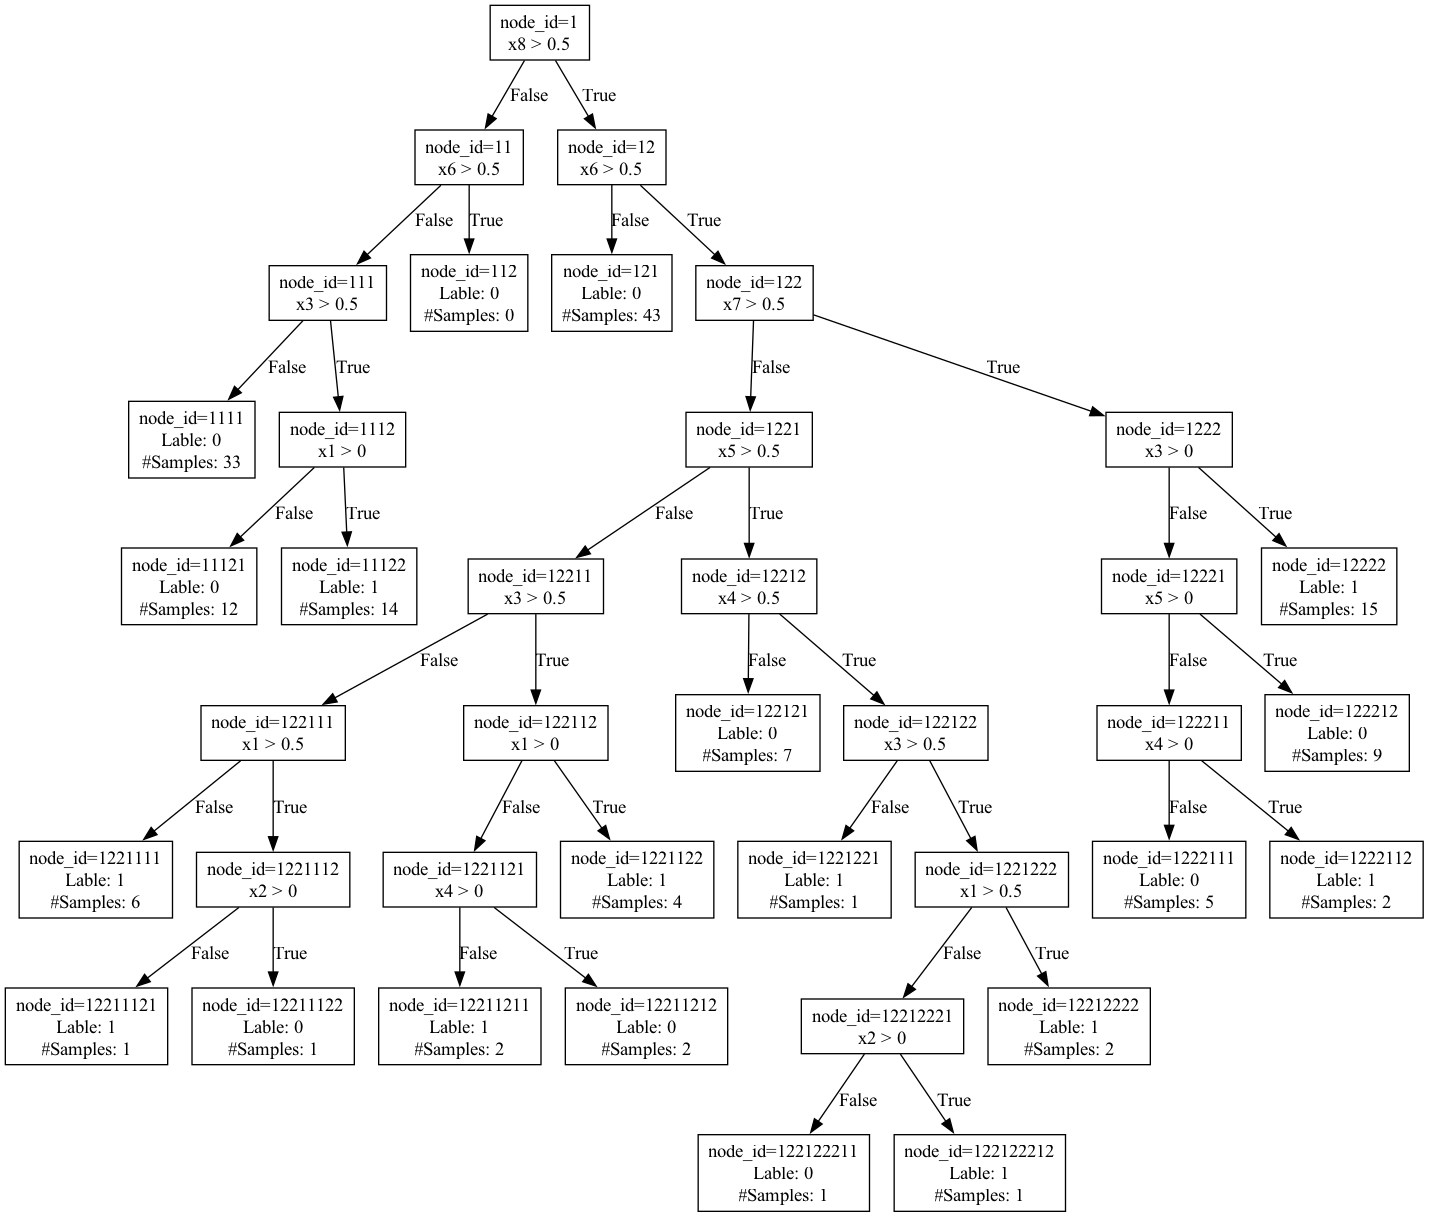 node_id=1
x8 > 0.5
False
True
node_id=11
x6 > 0.5
node_id=12
x6 > 0.5
False
True
False
True
node_id=111
x3 > 0.5
node_id=112
Lable: 0
#Samples: 0
node_id=121
Lable: 0
#Samples: 43
node_id=122
x7 > 0.5
False
True
False
True
node_id=1111
Lable: 0
#Samples: 33
node_id=1112
x1 > 0
node_id=1221
x5 > 0.5
node_id=1222
x3 > 0
False
True
False
True
False
True
node_id=11121
Lable: 0
#Samples: 12
node_id=11122
Lable: 1
#Samples: 14
node_id=12211
x3 > 0.5
node_id=12212
x4 > 0.5
node_id=12221
x5 > 0
node_id=12222
Lable: 1
#Samples: 15
False
True
False
True
False
True
node_id=122111
x1 > 0.5
node_id=122112
x1 > 0
node_id=122121
Lable: 0
#Samples: 7
node_id=122122
x3 > 0.5
node_id=122211
x4 > 0
node_id=122212
Lable: 0
#Samples: 9
False
True
False
True
False
True
False
True
node_id=1221111
Lable: 1
#Samples: 6
node_id=1221112
x2 > 0
node_id=1221121
x4 > 0
node_id=1221122
Lable: 1
#Samples: 4
node_id=1221221
Lable: 1
#Samples: 1
node_id=1221222
x1 > 0.5
node_id=1222111
Lable: 0
#Samples: 5
node_id=1222112
Lable: 1
#Samples: 2
False
True
False
True
False
True
node_id=12211121
Lable: 1
#Samples: 1
node_id=12211122
Lable: 0
#Samples: 1
node_id=12211211
Lable: 1
#Samples: 2
node_id=12211212
Lable: 0
#Samples: 2
node_id=12212221
x2 > 0
node_id=12212222
Lable: 1
#Samples: 2
False
True
node_id=122122211
Lable: 0
#Samples: 1
node_id=122122212
Lable: 1
#Samples: 1